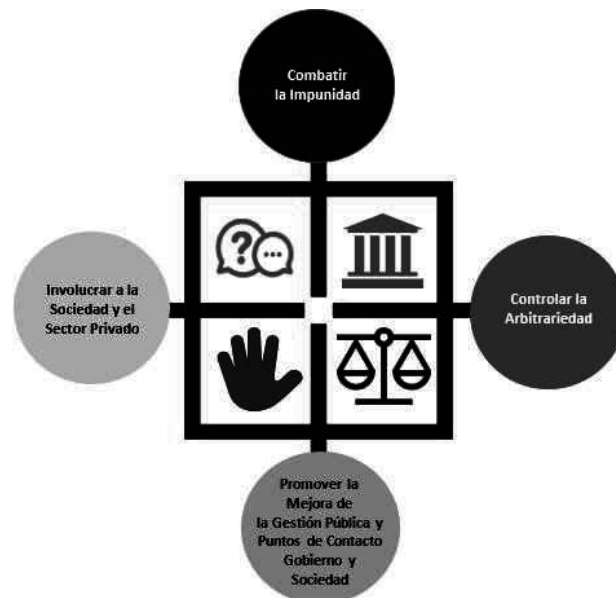 Combatir
la Impunidad
Involucrar a la
Sociedad y el
Sector Privado
Controlar la
Arbitrariedad
Promover la
Mejora de
la Gestión Pública y
Puntos de Contacto
Gobierno y
Sociedad